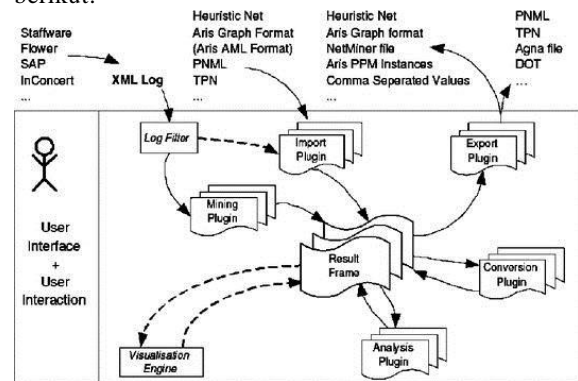 berikut:
Staffware
Flower
SAP
InConcert
...
XML Log
Heuristic Net
Aris Graph Format
(Aris AML Format)
PNML
TPN
...
Heuristic Net
Aris Graph format
NetMiner file
Aris PPM Instances
Comma Seperated Values
...
PNML
TPN
Agna file
DOT
...
Log Filter
Import
Plugin
Export
Plugin
Mining
Plugin
User
Interface
+
User
Interaction
Result
Frame
Conversion
Plugin
Visualisation
Engine
Analysis
Plugin